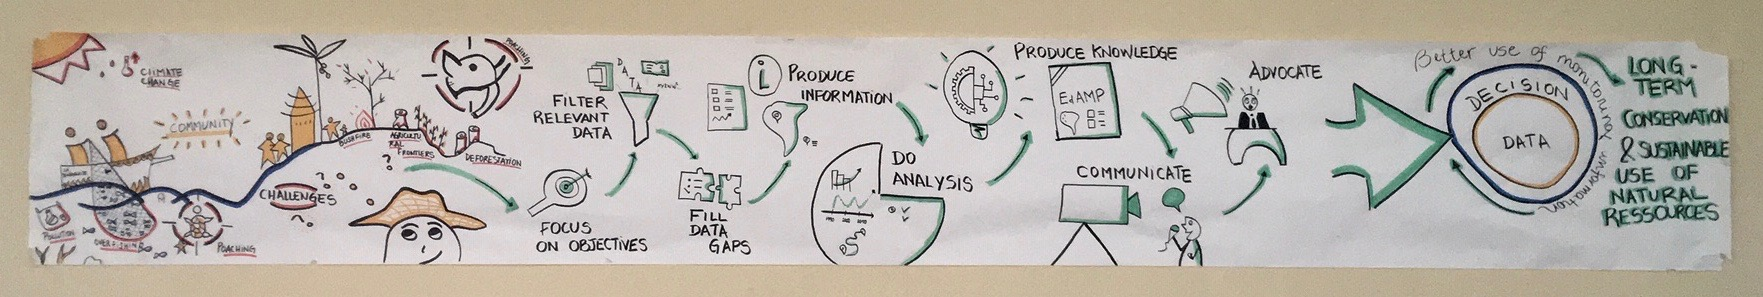 CLIMATE
CHANGE
COMMUNITY
POLLUTION
OVERFISHING
POACHING
CHALLENGES
BUSHFIRE
AGRICULTU
RAL
FRONTIERS
DEFORESTATION
POACHING
FOCUS
ON OBJECTIVES
DATA
FILTER
RELEVANT
DATA
FILL
DATA
GAPS
i
PRODUCE
INFORMATION
DO
ANALYSIS
PRODUCE KNOWLEDGE
EdAMP
COMMUNICATE
ADVOCATE
DECISION
DATA
Better use of monitoring information
LONG-
TERM
CONSERVATION
& SUSTAINABLE
USE OF
NATURAL
RESSOURCES